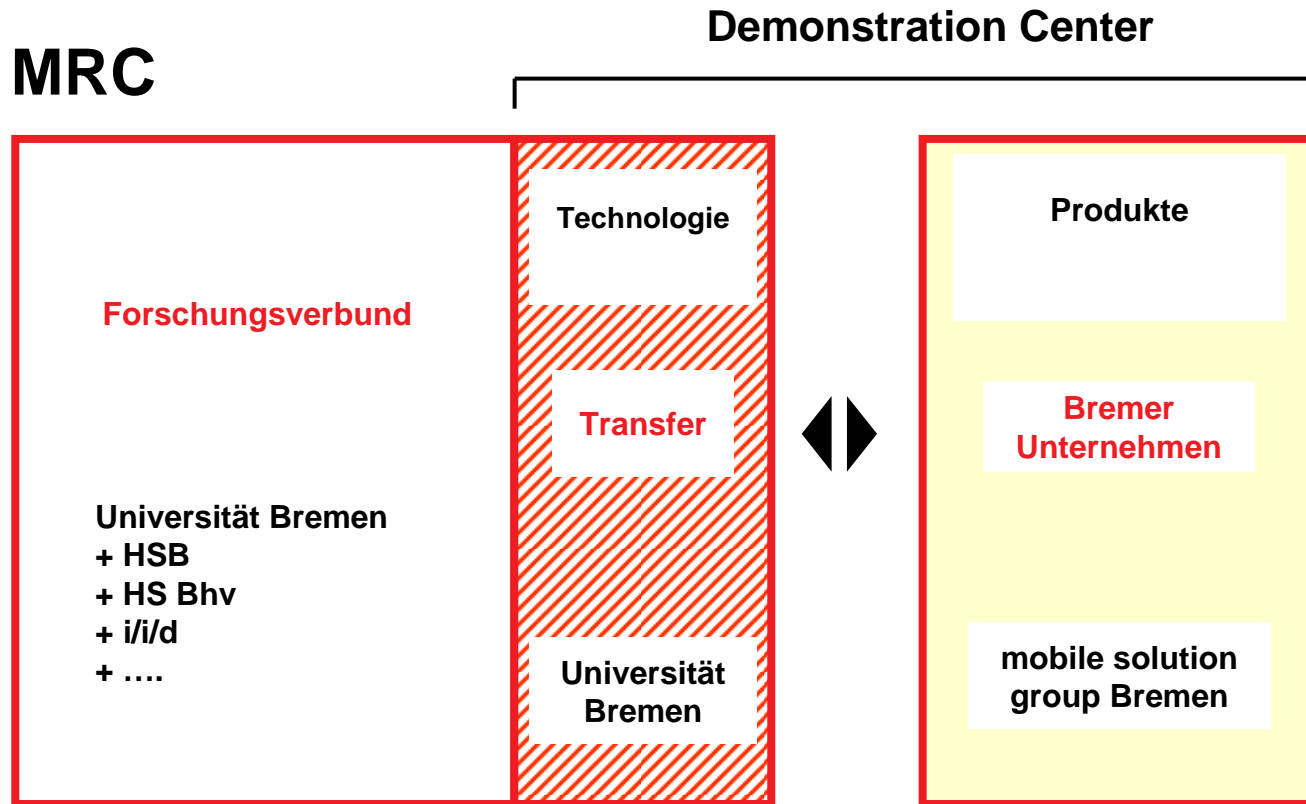 Demonstration Center
MRC
Forschungsverbund
Universität Bremen
+ HSB
+ HS Bhv
+ i/i/d
+ ….
Technologie
Transfer
Universität
Bremen
Produkte
Bremer
Unternehmen
mobile solution
group Bremen